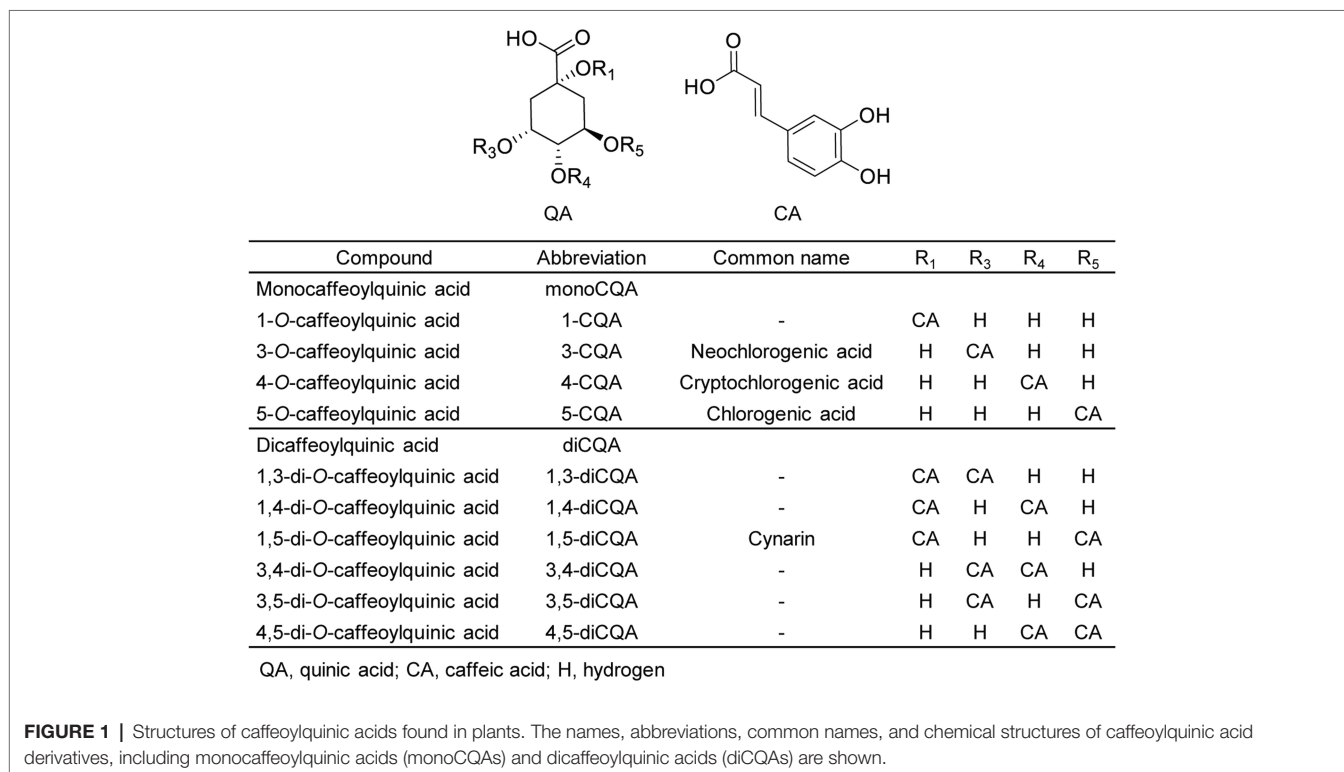 HO O
OR1
R3O OR5
OR4
QA
O
HO
OH
OH
CA
Compound Abbreviation Common name R1 R3 R4 R5
Monocaffeoylquinic acid monoCQA
1-O-caffeoylquinic acid 1-CQA - CA H H H
3-O-caffeoylquinic acid 3-CQA Neochlorogenic acid H CA H H
4-O-caffeoylquinic acid 4-CQA Cryptochlorogenic acid H H CA H
5-O-caffeoylquinic acid 5-CQA Chlorogenic acid H H H CA
Dicaffeoylquinic acid diCQA
1,3-di-O-caffeoylquinic acid 1,3-diCQA - CA CA H H
1,4-di-O-caffeoylquinic acid 1,4-diCQA - CA H CA H
1,5-di-O-caffeoylquinic acid 1,5-diCQA Cynarin CA H H CA
3,4-di-O-caffeoylquinic acid 3,4-diCQA - H CA CA H
3,5-di-O-caffeoylquinic acid 3,5-diCQA - H CA H CA
4,5-di-O-caffeoylquinic acid 4,5-diCQA - H H CA CA
QA, quinic acid; CA, caffeic acid; H, hydrogen
FIGURE 1 | Structures of caffeoylquinic acids found in plants. The names, abbreviations, common names, and chemical structures of caffeoylquinic acid
derivatives, including monocaffeoylquinic acids (monoCQAs) and dicaffeoylquinic acids (diCQAs) are shown.